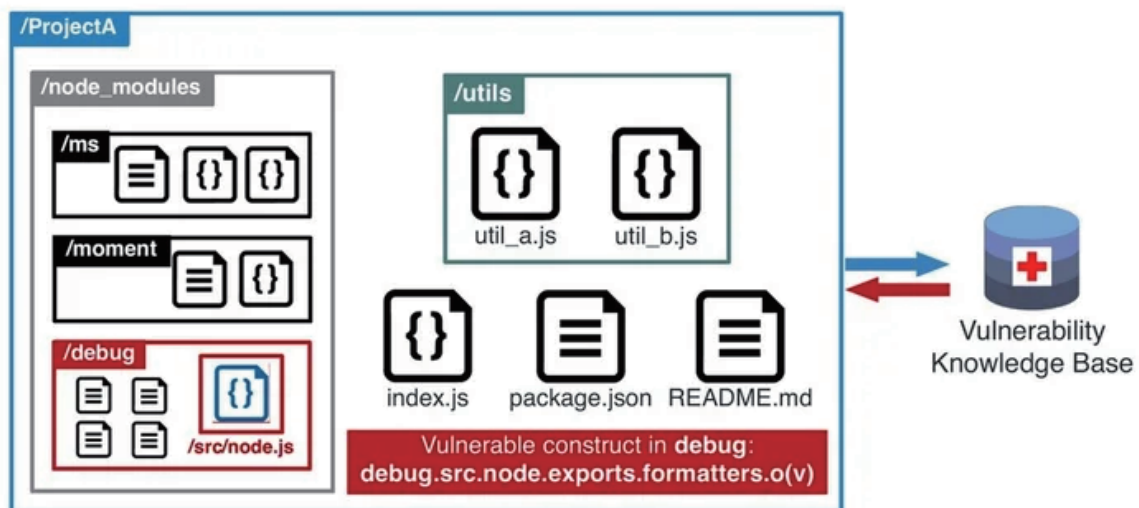 /ProjectA
/node_modules
/ms
{}
{}
/moment
{}
/debug
{}
/src/node.js
/utils
{}
{}
util_a.js
util_b.js
{}
index.js
package.json
README.md
Vulnerable construct in debug:
debug.src.node.exports.formatters.o(v)
Vulnerability
Knowledge Base